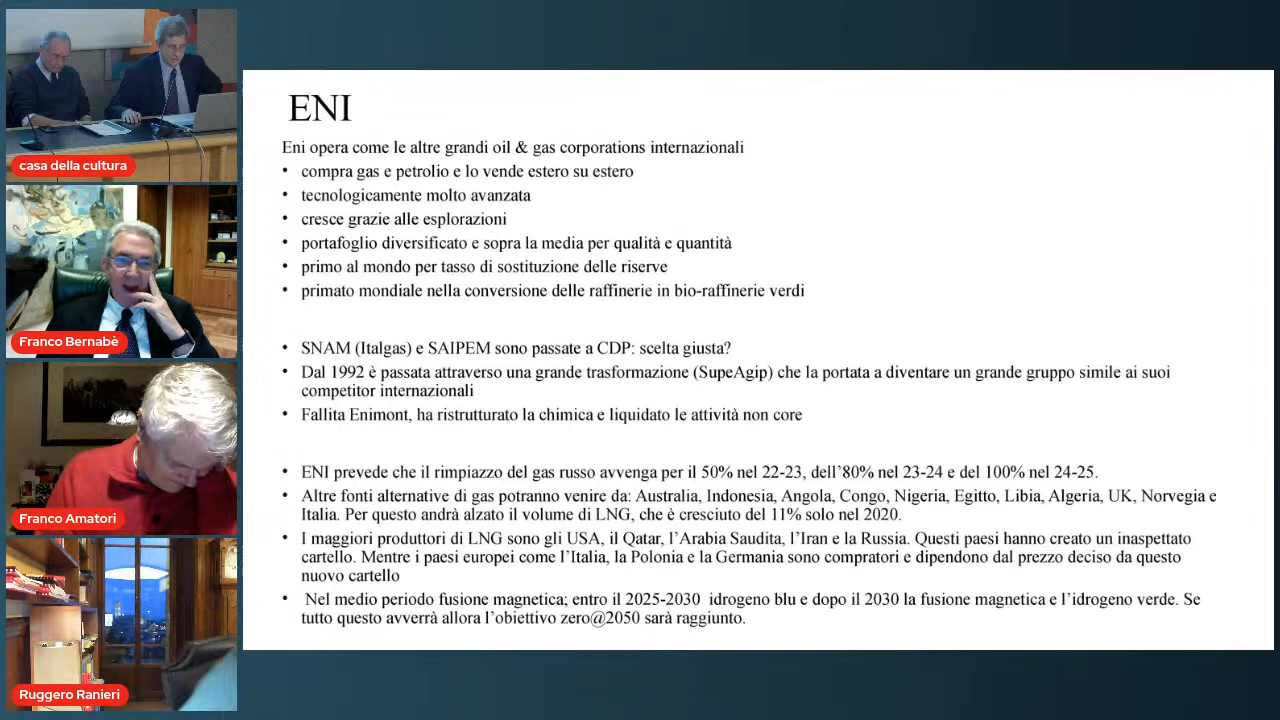 casa della cultura
Franco Bernabè
Franco Amatori
Ruggero Ranieri
ENI
Eni opera come le altre grandi oil & gas corporations internazionali
• compra gas e petrolio e lo vende estero su estero
• tecnologicamente molto avanzata
• cresce grazie alle esplorazioni
• portafoglio diversificato e sopra la media per qualità e quantità
• primo al mondo per tasso di sostituzione delle riserve
• primato mondiale nella conversione delle raffinerie in bio-raffinerie verdi
• SNAM (Italgas) e SAIPEM sono passate a CDP: scelta giusta?
• Dal 1992 è passata attraverso una grande trasformazione (SupeAgip) che la portata a diventare un grande gruppo simile ai suoi
competitor internazionali
• Fallita Enimont, ha ristrutturato la chimica e liquidato le attività non core
• ENI prevede che il rimpiazzo del gas russo avvenga per il 50% nel 22-23, dell'80% nel 23-24 e del 100% nel 24-25.
• Altre fonti alternative di gas potranno venire da: Australia, Indonesia, Angola, Congo, Nigeria, Egitto, Libia, Algeria, UK, Norvegia e
Italia. Per questo andrà alzato il volume di LNG, che è cresciuto del 11% solo nel 2020.
• I maggiori produttori di LNG sono gli USA, il Qatar, l'Arabia Saudita, l'Iran e la Russia. Questi paesi hanno creato un inaspettato
cartello. Mentre i paesi europei come l'Italia, la Polonia e la Germania sono compratori e dipendono dal prezzo deciso da questo
nuovo cartello
• Nel medio periodo fusione magnetica; entro il 2025-2030 idrogeno blu e dopo il 2030 la fusione magnetica e l'idrogeno verde. Se
tutto questo avverrà allora l'obiettivo zero@2050 sarà raggiunto.